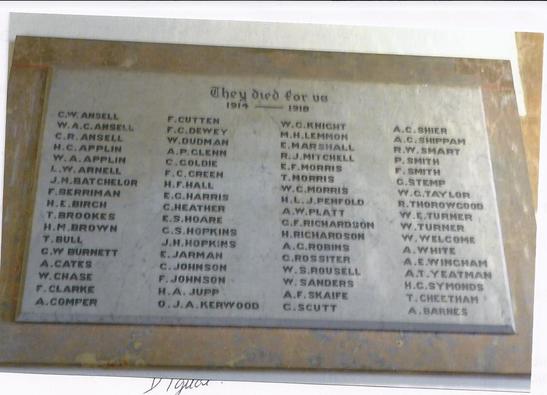 They died for us
1914 — 1918
C.W. ANSELL
W.A.C. ANSELL
C.R. ANSELL
H.C. APPLIN
W.A. APPLIN
L.W. ARNELL
J.M. BATCHELOR
F. BERRIMAN
H.E. BIRCH
T. BROOKES
H.M. BROWN
T. BULL
C.W BURNETT
A. CATES
W. CHASE
F. CLARKE
A. COMPER
F. CUTTEN
F.C. DEWEY
W. DUDMAN
A.P. GLENN
C. GOLDIE
F.C. GREEN
H.F. HALL
E.G. HARRIS
C. HEATHER
E.S. HOARE
C.S. HOPKINS
J.H. HOPKINS
E. JARMAN
C. JOHNSON
F. JOHNSON
H.A. JUPP
O.J.A. KERWOOD
W.G. KNIGHT
M.H. LEMMON
E. MARSHALL
R.J. MITCHELL
E.F. MORRIS
T. MORRIS
W.C. MORRIS
H.L.J. PENFOLD
A.W. PLATT
C.F. RICHARDSON
H. RICHARDSON
A.C. ROBINS
C. ROSSITER
W.S. ROUSELL
W. SANDERS
A.F. SKAIFE
C. SCUTT
A.C. SHIER
A.C. SHIPPAM
R.W. SMART
P. SMITH
F. SMITH
G. STEMP
W.G. TAYLOR
R. THOROWGOOD
W.E. TURNER
W. TURNER
W. WELCOME
A. WHITE
A.E. WINGHAM
A.T. YEATMAN
H.C. SYMONDS
T. CHEETHAM
A. BARNES